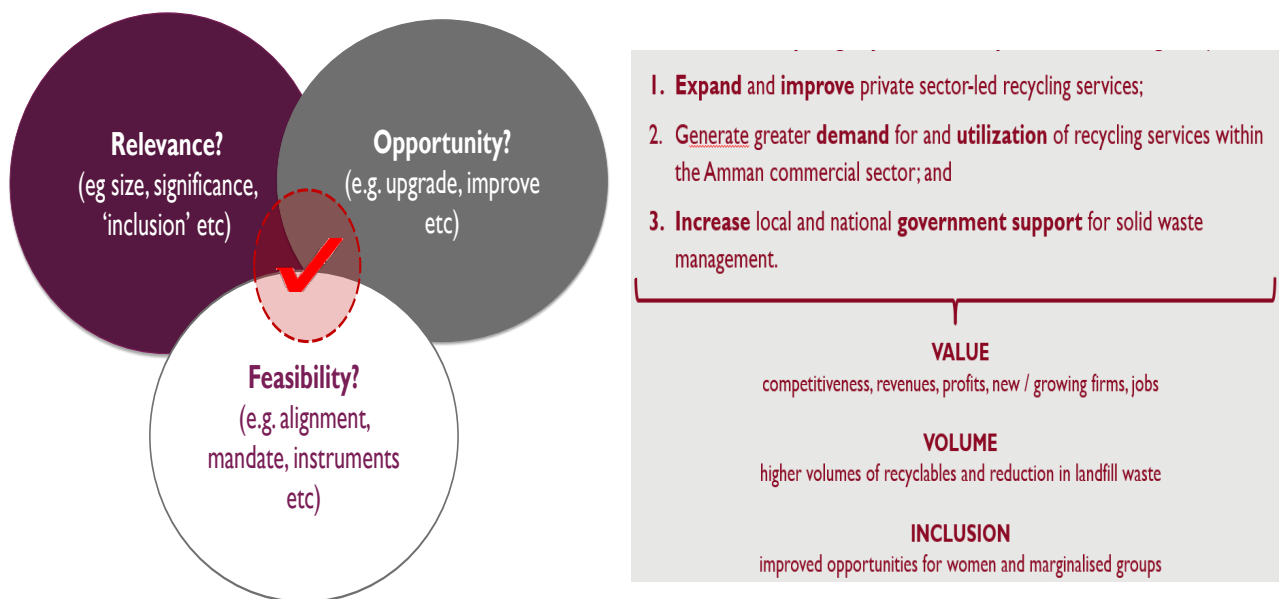 Relevance?
(eg size, significance,
‘inclusion’ etc)
Opportunity?
(e.g. upgrade, improve
etc)
Feasibility?
(e.g. alignment,
mandate, instruments
etc)
1. Expand and improve private sector-led recycling services;
2. Generate greater demand for and utilization of recycling services within
the Amman commercial sector; and
3. Increase local and national government support for solid waste
management.
VALUE
competitiveness, revenues, profits, new / growing firms, jobs
VOLUME
higher volumes of recyclables and reduction in landfill waste
INCLUSION
improved opportunities for women and marginalised groups